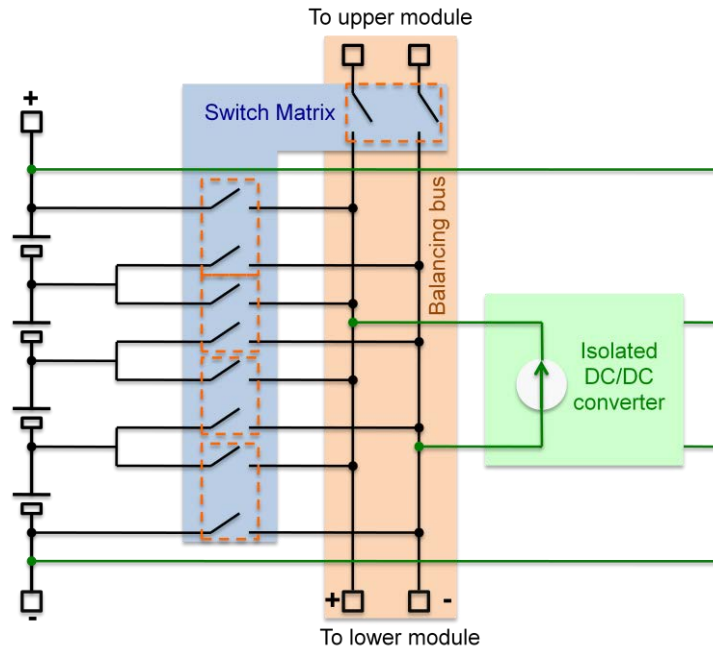 To upper module
+
Switch Matrix
Balancing bus
Isolated
DC/DC
converter
-
+ -
To lower module